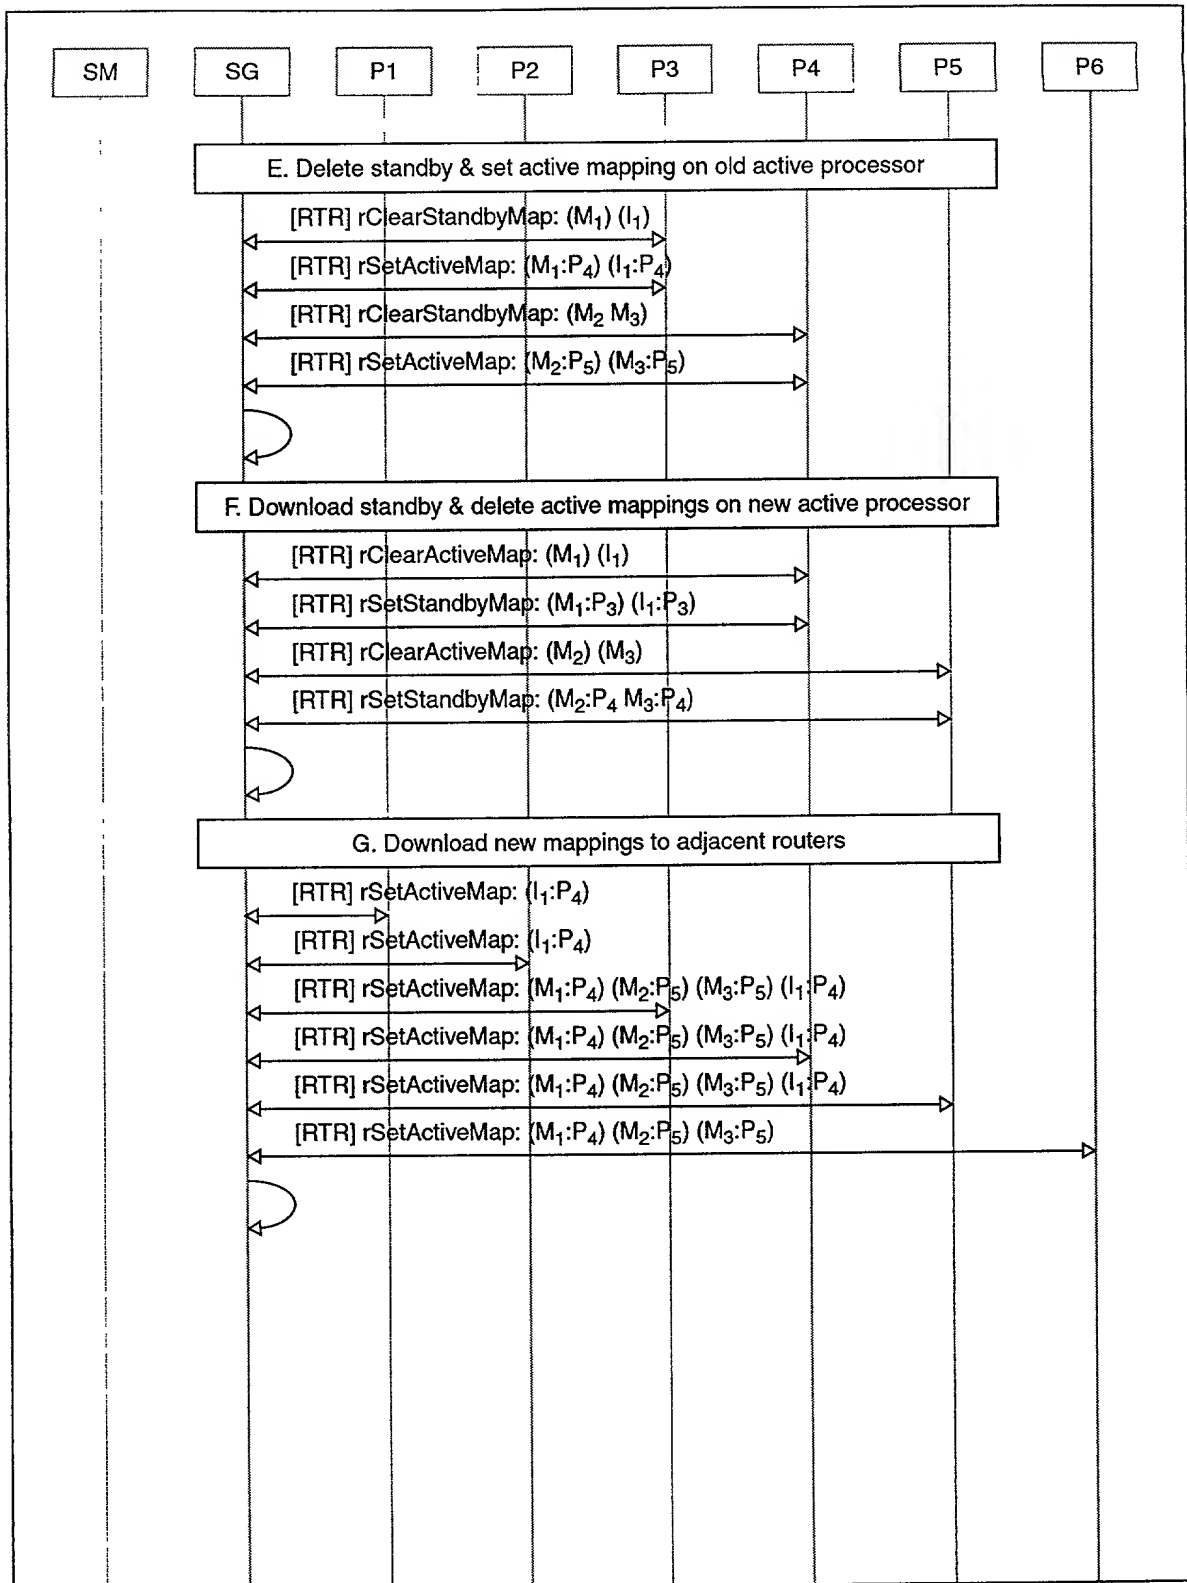 SM SG P1 P2 P3 P4 P5 P6
E. Delete standby & set active mapping on old active processor
[RTR] rClearStandbyMap: (M₁) (I₁)
[RTR] rSetActiveMap: (M₁:P₄) (I₁:P₄)
[RTR] rClearStandbyMap: (M₂ M₃)
[RTR] rSetActiveMap: (M₂:P₅) (M₃:P₅)
F. Download standby & delete active mappings on new active processor
[RTR] rClearActiveMap: (M₁) (I₁)
[RTR] rSetStandbyMap: (M₁:P₃) (I₁:P₃)
[RTR] rClearActiveMap: (M₂) (M₃)
[RTR] rSetStandbyMap: (M₂:P₄ M₃:P₄)
G. Download new mappings to adjacent routers
[RTR] rSetActiveMap: (I₁:P₄)
[RTR] rSetActiveMap: (I₁:P₄)
[RTR] rSetActiveMap: (M₁:P₄) (M₂:P₅) (M₃:P₅) (I₁:P₄)
[RTR] rSetActiveMap: (M₁:P₄) (M₂:P₅) (M₃:P₅) (I₁:P₄)
[RTR] rSetActiveMap: (M₁:P₄) (M₂:P₅) (M₃:P₅) (I₁:P₄)
[RTR] rSetActiveMap: (M₁:P₄) (M₂:P₅) (M₃:P₅)